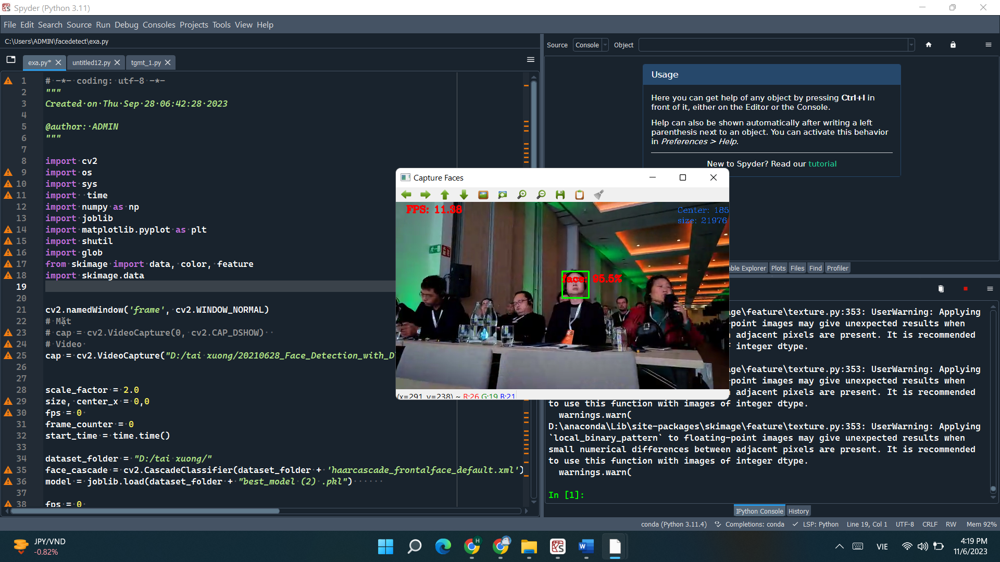 Spyder (Python 3.11)
File Edit Search Source Run Debug Consoles Projects Tools View Help
C:\Users\ADMIN\facedetect\exa.py
exa.py* untitled12.py tgmt_1.py
1 # -*- coding: utf-8 -*-
2 """
3 Created on Thu Sep 28 06:42:28 2023
4
5 @author: ADMIN
6 """
7
8 import cv2
9 import os
10 import sys
11 import  time
12 import numpy as np
13 import joblib
14 import matplotlib.pyplot as plt
15 import shutil
16 import glob
17 from skimage import data, color, feature
18 import skimage.data
19
20
21 cv2.namedWindow('frame', cv2.WINDOW_NORMAL)
22 # Mặt
23 # cap = cv2.VideoCapture(0, cv2.CAP_DSHOW)
24 # Video
25 cap = cv2.VideoCapture("D:/tai xuong/20210628_Face_Detection_with_D
26
27
28 scale_factor = 2.0
29 size, center_x = 0,0
30 fps = 0
31 frame_counter = 0
32 start_time = time.time()
33
34 dataset_folder = "D:/tai xuong/"
35 face_cascade = cv2.CascadeClassifier(dataset_folder + 'haarcascade_frontalface_default.xml')
36 model = joblib.load(dataset_folder + "best_model (2) .pkl")
37
38 fps = 0
Source Console Object
Usage
Here you can get help of any object by pressing Ctrl+I in
front of it, either on the Editor or the Console.
Help can also be shown automatically after writing a left
parenthesis next to an object. You can activate this behavior
in Preferences > Help.
New to Spyder? Read our tutorial
Capture Faces
FPS: 11.38
Center: 185
size: 21976
face: 95.5%
(x=291, y=238) ~ R:26 G:19 B:21
able Explorer Plots Files Find Profiler
age\feature\texture.py:353: UserWarning: Applying
-point images may give unexpected results when
adjacent pixels are present. It is recommended
integer dtype.
age\feature\texture.py:353: UserWarning: Applying
-point images may give unexpected results when
adjacent pixels are present. It is recommended
to use this function with images of integer dtype.
warnings.warn(
D:\anaconda\Lib\site-packages\skimage\feature\texture.py:353: UserWarning: Applying
`local_binary_pattern` to floating-point images may give unexpected results when
small numerical differences between adjacent pixels are present. It is recommended
to use this function with images of integer dtype.
warnings.warn(
In [1]:
IPython Console History
conda (Python 3.11.4) Completions: conda LSP: Python Line 19, Col 1 UTF-8 CRLF RW Mem 92%
JPY/VND
-0.82%
VIE
4:19 PM
11/6/2023